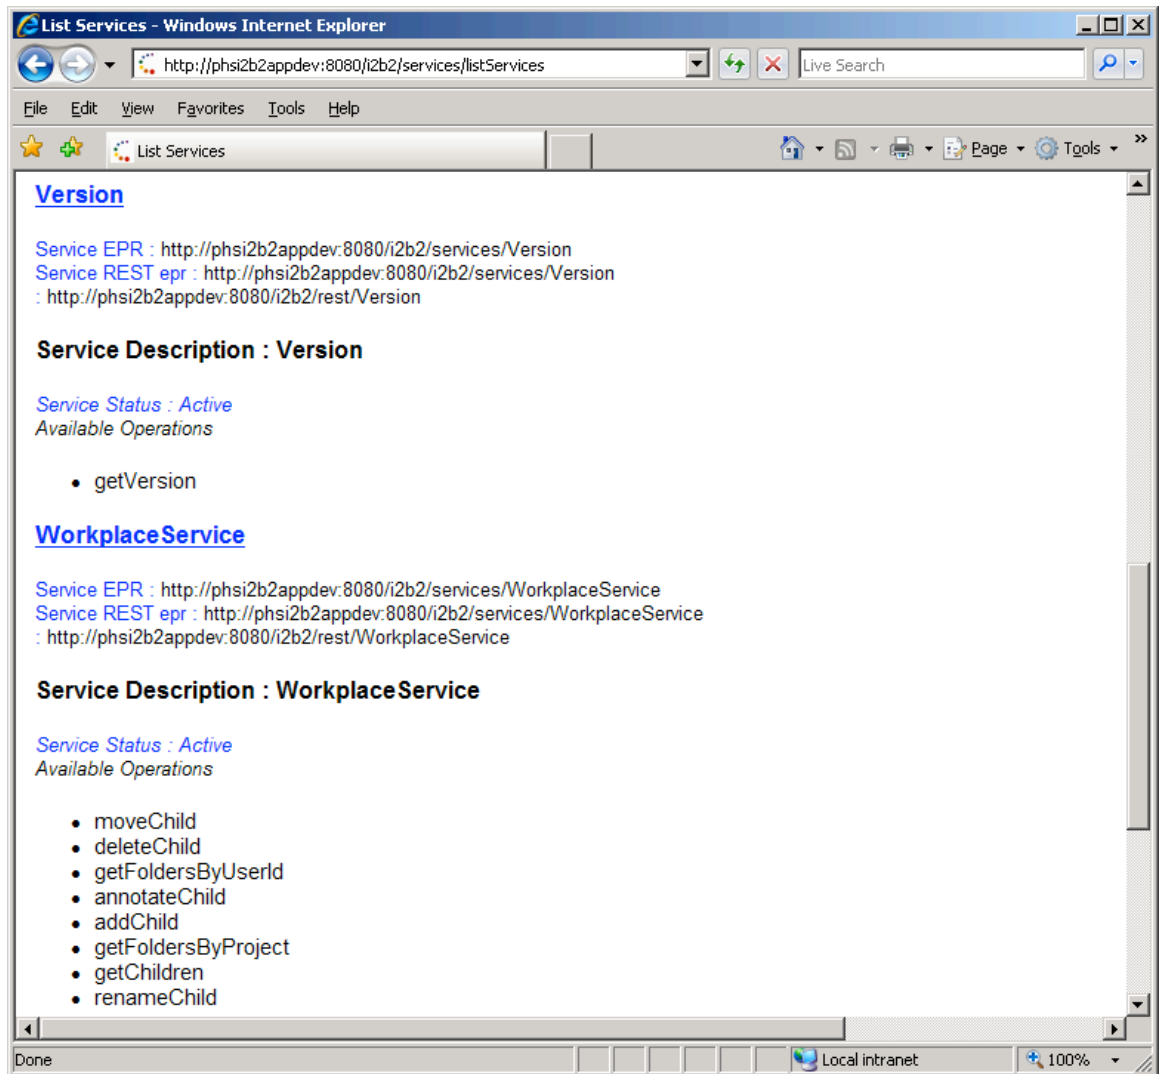 List Services - Windows Internet Explorer
http://phsi2b2appdev:8080/i2b2/services/listServices
Live Search
File Edit View Favorites Tools Help
List Services
Page Tools »
Version
Service EPR : http://phsi2b2appdev:8080/i2b2/services/Version
Service REST epr : http://phsi2b2appdev:8080/i2b2/services/Version
: http://phsi2b2appdev:8080/i2b2/rest/Version
Service Description : Version
Service Status : Active
Available Operations
• getVersion
WorkplaceService
Service EPR : http://phsi2b2appdev:8080/i2b2/services/WorkplaceService
Service REST epr : http://phsi2b2appdev:8080/i2b2/services/WorkplaceService
: http://phsi2b2appdev:8080/i2b2/rest/WorkplaceService
Service Description : WorkplaceService
Service Status : Active
Available Operations
• moveChild
• deleteChild
• getFoldersByUserId
• annotateChild
• addChild
• getFoldersByProject
• getChildren
• renameChild
Done Local intranet 100%